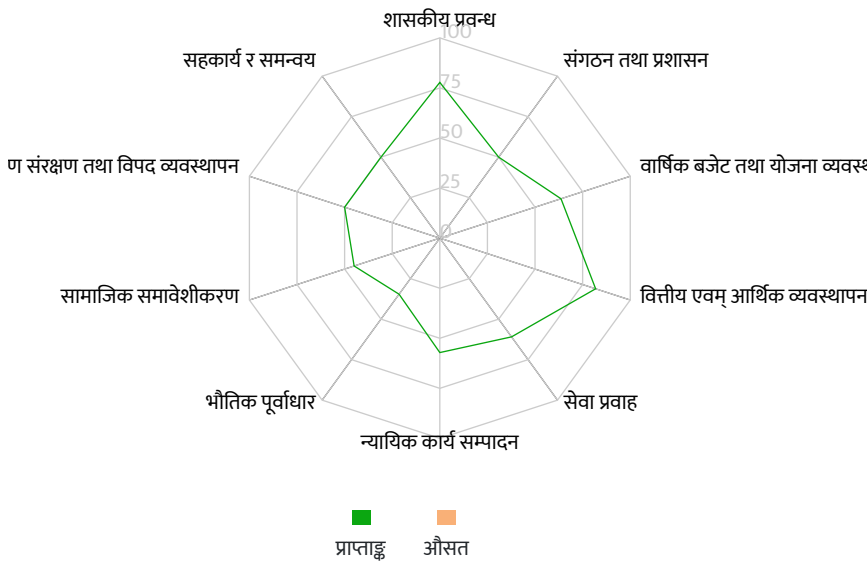 शासकीय प्रवन्ध
100
सहकार्य र समन्वय
संगठन तथा प्रशासन
75
50
ण संरक्षण तथा विपद व्यवस्थापन
वार्षिक बजेट तथा योजना व्यवस्
25
0
सामाजिक समावेशीकरण
वित्तीय एवम् आर्थिक व्यवस्थापन
भौतिक पूर्वाधार
सेवा प्रवाह
न्यायिक कार्य सम्पादन
प्राप्ताङ्क
औसत